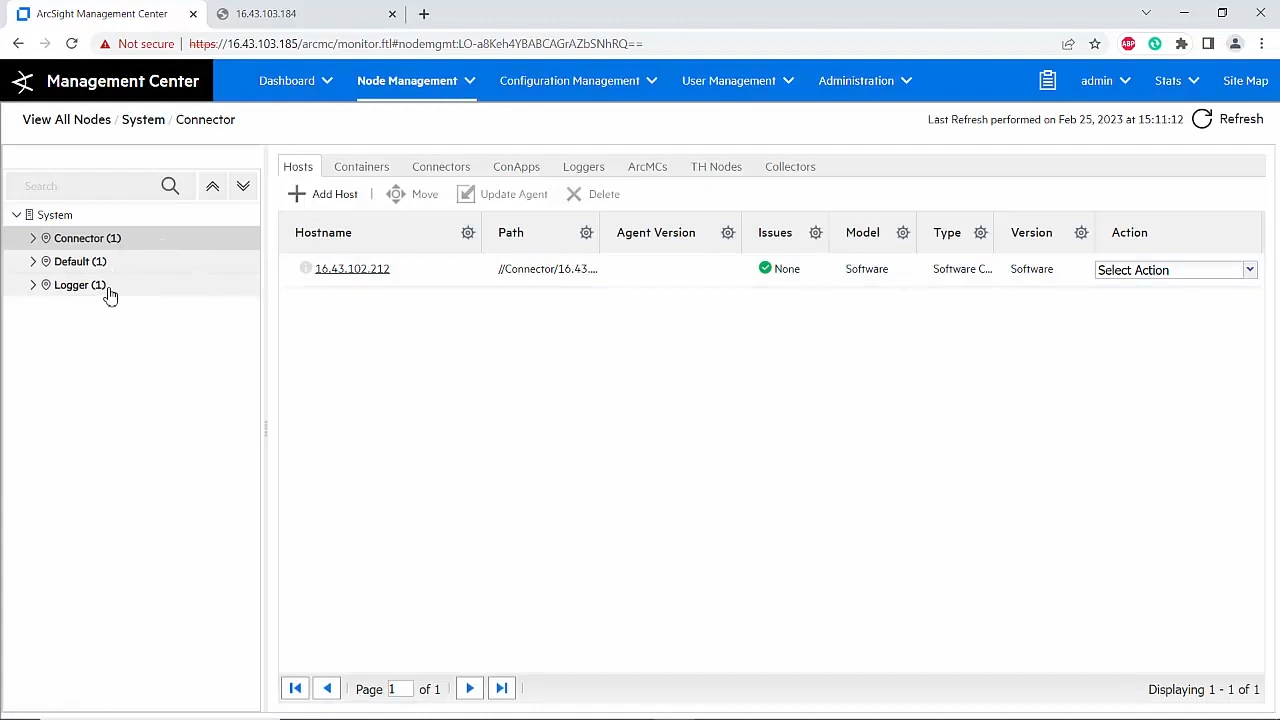 ArcSight Management Center
16.43.103.184
Not secure
https://16.43.103.185/arcmc/monitor.ftl#nodemgmt
LO-a8Keh4YBABCAGrAZbSNhRQ==
ABP
Management Center
Dashboard
Node Management
Configuration Management
User Management
Administration
admin
Stats
Site Map
View All Nodes / System / Connector
Last Refresh performed on Feb 25, 2023 at 15:11:12
Refresh
Search
System
Connector (1)
Default (1)
Logger (1)
Hosts
Containers
Connectors
ConApps
Loggers
ArcMCs
TH Nodes
Collectors
Add Host
Move
Update Agent
Delete
Hostname
Path
Agent Version
Issues
Model
Type
Version
Action
16.43.102.212
//Connector/16.43....
None
Software
Software C...
Software
Select Action
Page 1 of 1
Displaying 1 - 1 of 1